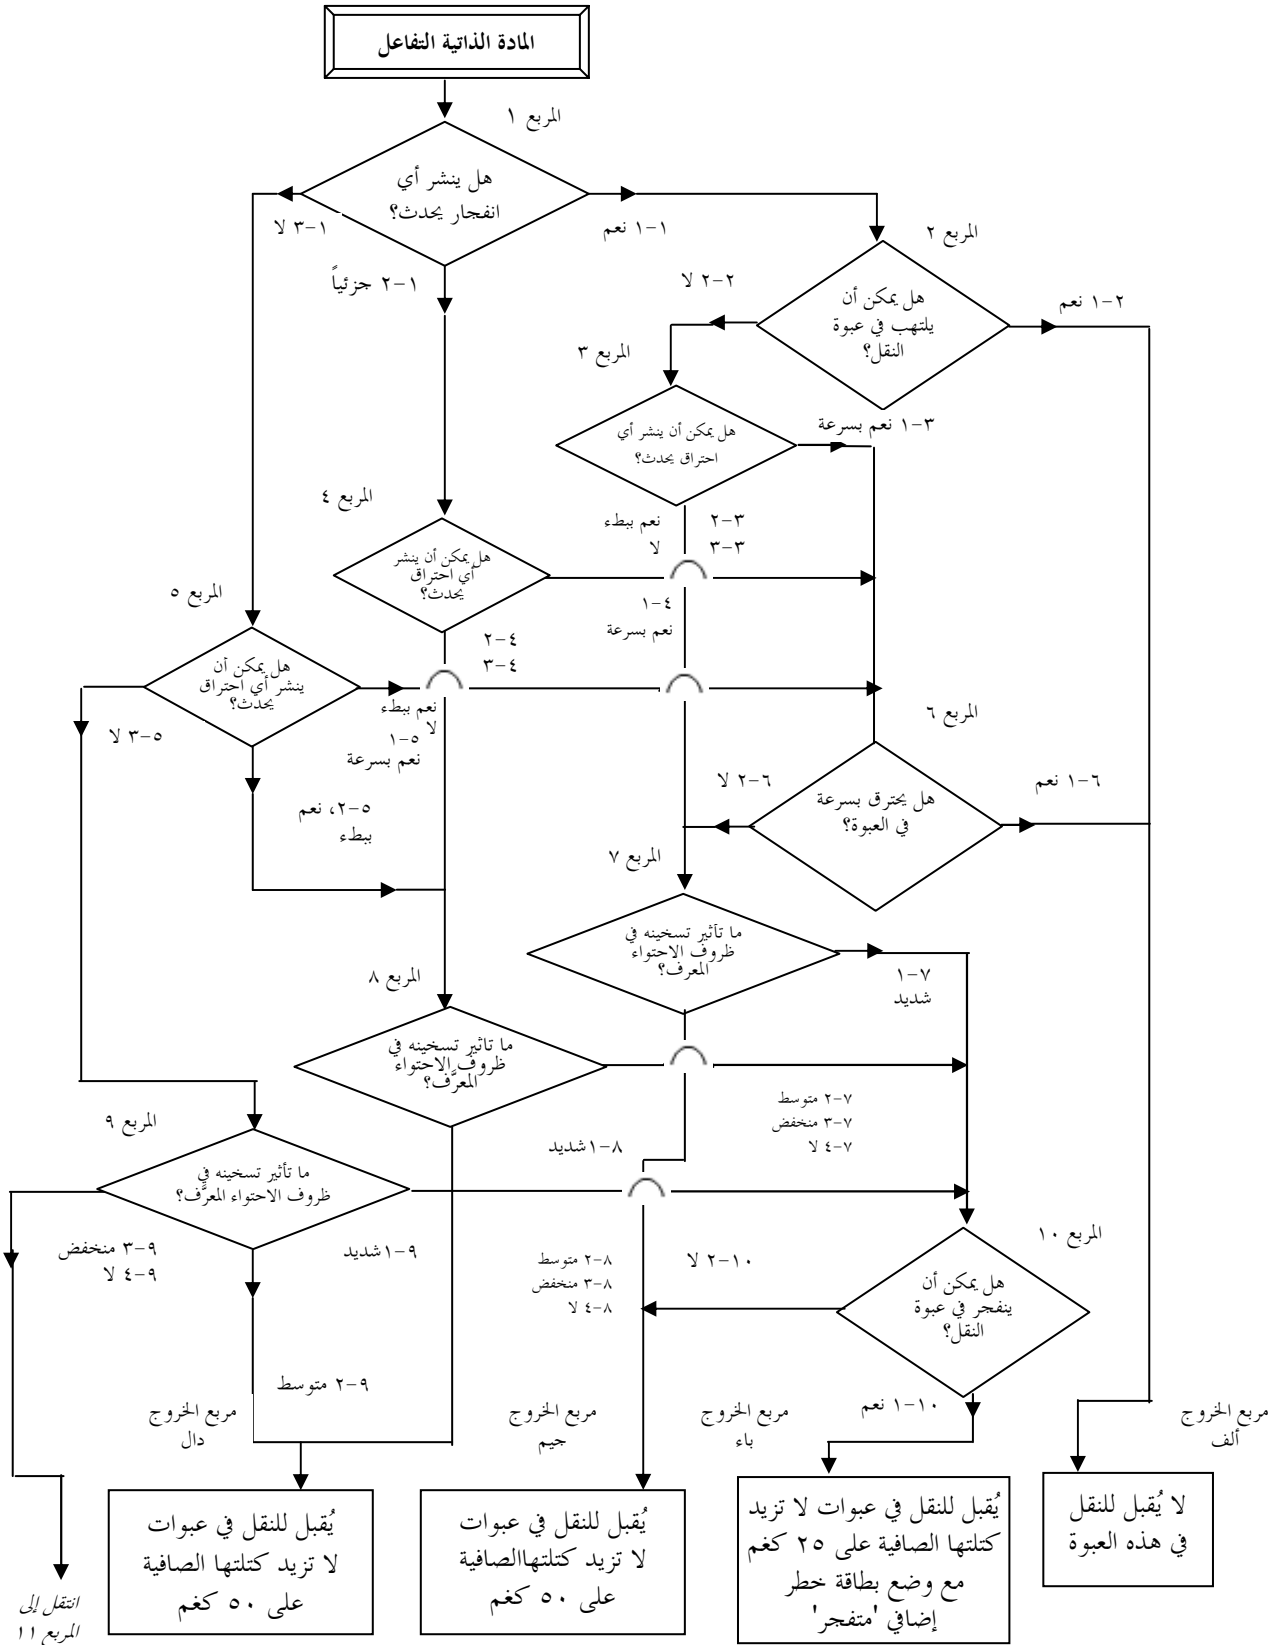 المادة الذاتية التفاعل
المربع ١
هل ينشر أي
انفجار يحدث؟
١-١ نعم
١-٣ لا
١-٢ جزئياً
المربع ٢
هل يمكن أن
يلتهب في عبوة
النقل؟
٢-١ نعم
٢-٢ لا
المربع ٣
هل يمكن أن ينشر أي
احتراق يحدث؟
٣-١ نعم بسرعة
٣-٢ نعم ببطء
٣-٣ لا
المربع ٤
هل يمكن أن ينشر
أي احتراق
يحدث؟
٤-١
نعم بسرعة
٤-٢
٤-٣
نعم ببطء
لا
المربع ٥
هل يمكن أن
ينشر أي احتراق
يحدث؟
٥-١
نعم بسرعة
٥-٣ لا
٥-٢، نعم
ببطء
المربع ٦
هل يحترق بسرعة
في العبوة؟
٦-١ نعم
٦-٢ لا
المربع ٧
ما تأثير تسخينه في
ظروف الاحتواء
المعرف؟
٧-١
شديد
٧-٢ متوسط
٧-٣ منخفض
٧-٤ لا
المربع ٨
ما تاثير تسخينه في
ظروف الاحتواء
المعرَّف؟
٨-١شديد
٨-٢ متوسط
٨-٣ منخفض
٨-٤ لا
المربع ٩
ما تأثير تسخينه في
ظروف الاحتواء المعرَّف؟
٩-١شديد
٩-٣ منخفض
٩-٤ لا
٩-٢ متوسط
المربع ١٠
هل يمكن أن
ينفجر في عبوة
النقل؟
١٠-٢ لا
١٠-١ نعم
مربع الخروج
ألف
لا يُقبل للنقل
في هذه العبوة
مربع الخروج
باء
يُقبل للنقل في عبوات لا تزيد
كتلتها الصافية على ٢٥ كغم
مع وضع بطاقة خطر
إضافي 'متفجر'
مربع الخروج
جيم
يُقبل للنقل في عبوات
لا تزيد كتلتهاالصافية
على ٥٠ كغم
مربع الخروج
دال
يُقبل للنقل في عبوات
لا تزيد كتلتها الصافية
على ٥٠ كغم
انتقل إلى
المربع ١١